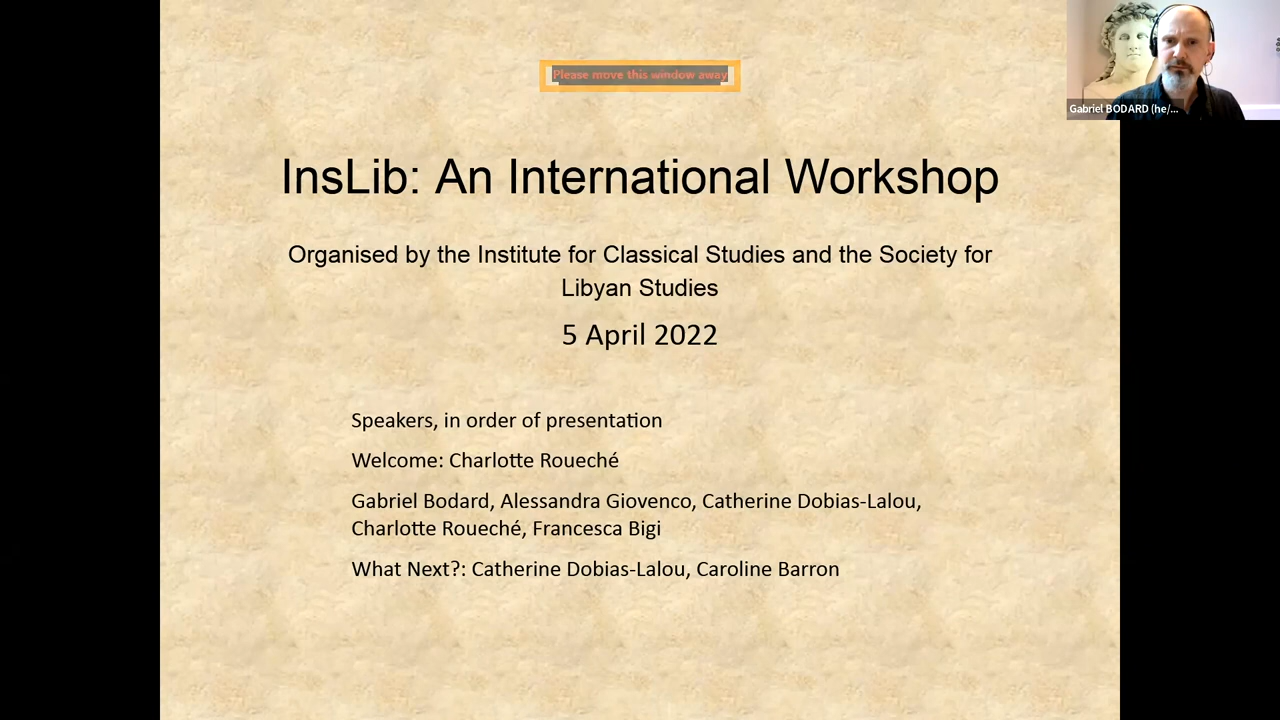 Please move this window away
Gabriel BODARD (he/...
InsLib: An International Workshop
Organised by the Institute for Classical Studies and the Society for
Libyan Studies
5 April 2022
Speakers, in order of presentation
Welcome: Charlotte Roueché
Gabriel Bodard, Alessandra Giovenco, Catherine Dobias-Lalou,
Charlotte Roueché, Francesca Bigi
What Next?: Catherine Dobias-Lalou, Caroline Barron